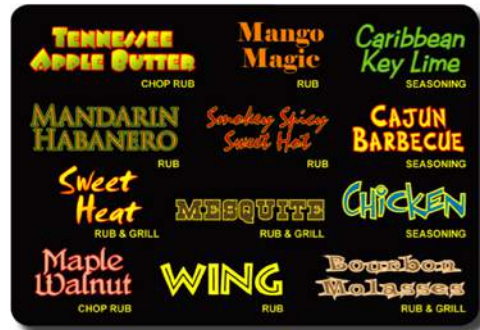 TENNESSEE
APPLE BUTTER
CHOP RUB
Mango
Magic
RUB
Caribbean
Key Lime
SEASONING
MANDARIN
HABANERO
RUB
Smokey Spicy
Sweet Hot
RUB
CAJUN
BARBECUE
SEASONING
Sweet
Heat
RUB & GRILL
MESQUITE
RUB & GRILL
CHICKEN
SEASONING
Maple
Walnut
CHOP RUB
WING
RUB
Bourbon
Molasses
RUB & GRILL